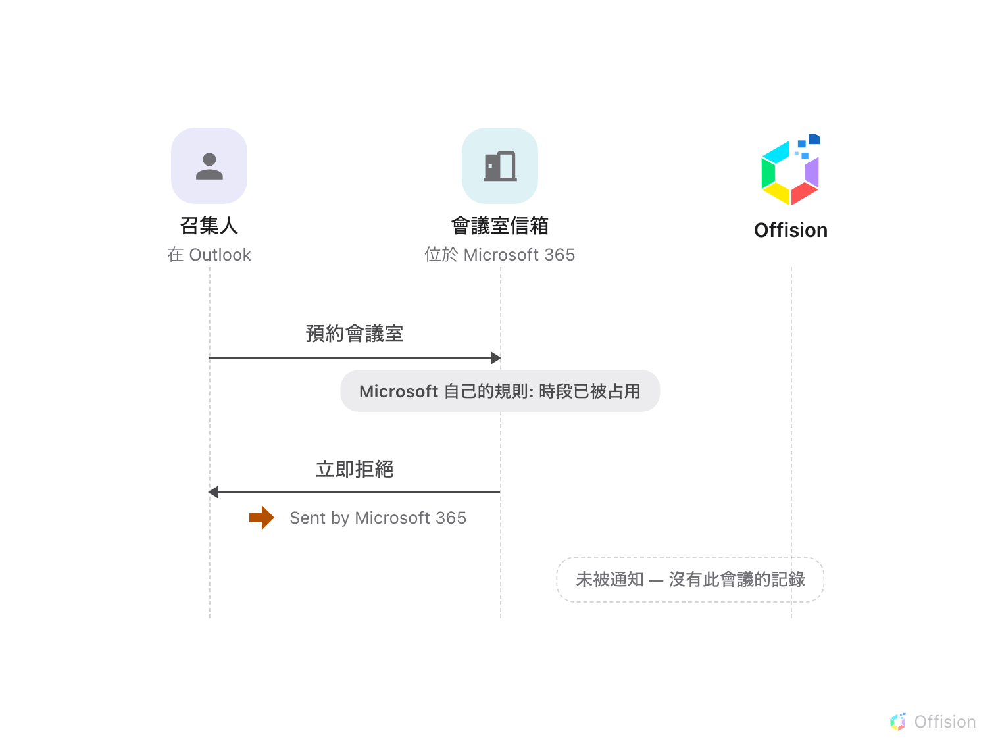 召集人
在 Outlook
會議室信箱
位於 Microsoft 365
Offision
預約會議室
Microsoft 自己的規則: 時段已被占用
立即拒絕
Sent by Microsoft 365
未被通知 — 沒有此會議的記錄
Offision